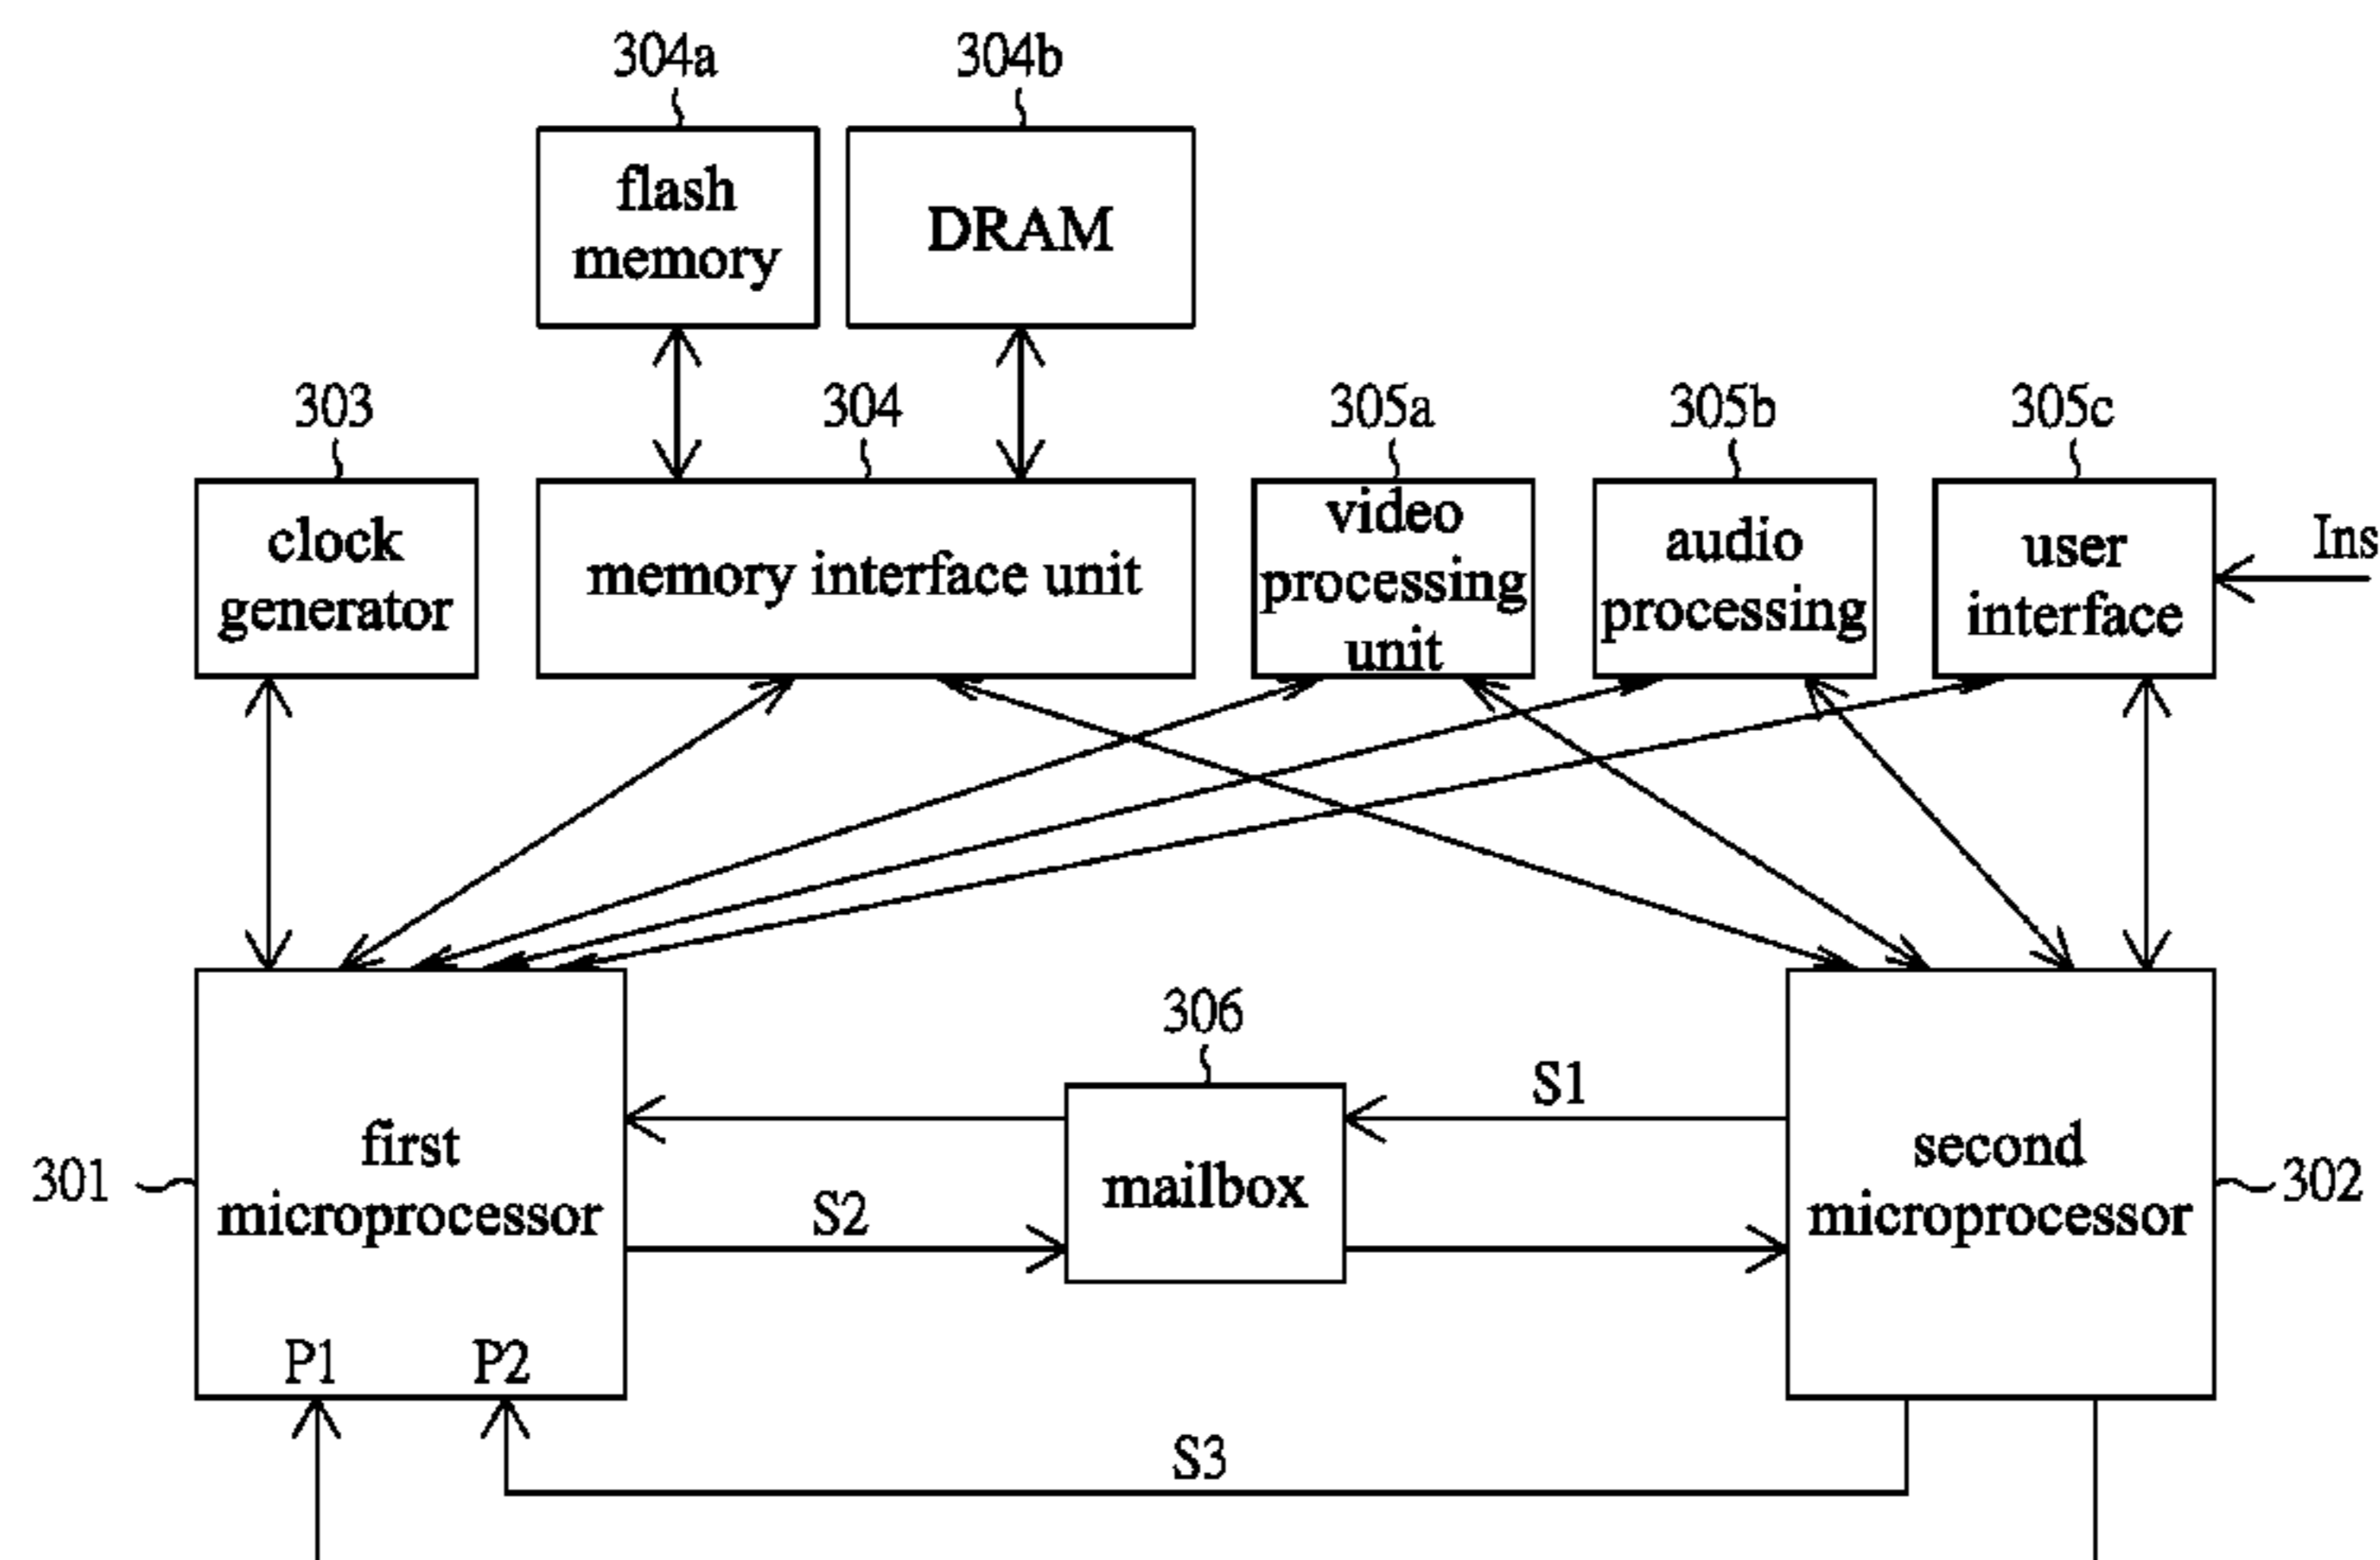 304a
304b
flash
memory
DRAM
303
304
305a
305b
305c
clock
generator
memory interface unit
video
processing
unit
audio
processing
user
interface
Ins
306
S1
first
microprocessor
301
S2
mailbox
second
microprocessor
302
P1
P2
S3